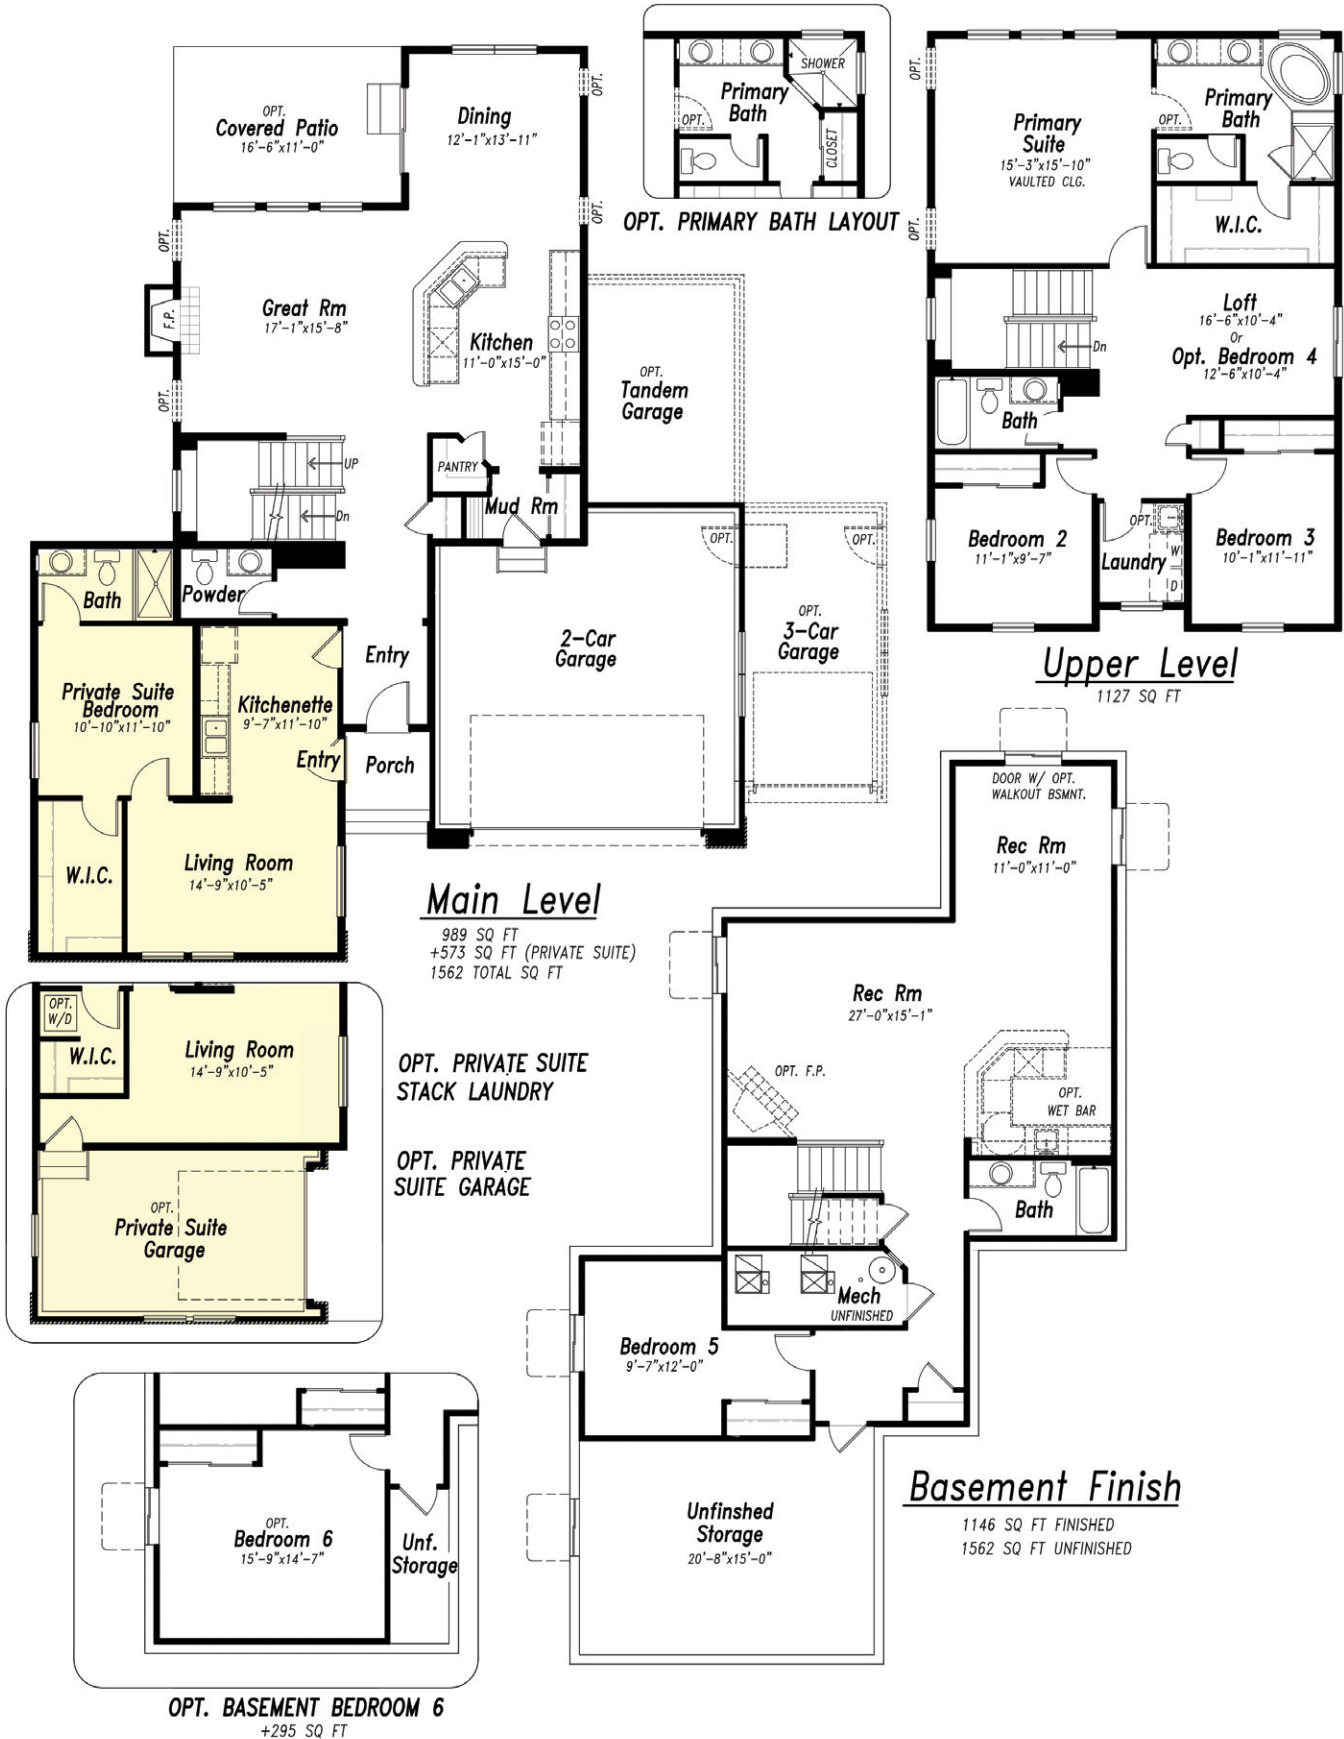 OPT.
Covered Patio
16'-6"x11'-0"
Dining
12'-1"x13'-11"
OPT.
OPT.
OPT.
OPT.
F.P.
Great Rm
17'-1"x15'-8"
Kitchen
11'-0"x15'-0"
PANTRY
Mud Rm
UP
Dn
Bath
Powder
Private Suite
Bedroom
10'-10"x11'-10"
Kitchenette
9'-7"x11'-10"
Entry
Entry
Porch
W.I.C.
Living Room
14'-9"x10'-5"
OPT.
Tandem
Garage
2-Car
Garage
OPT.
OPT.
OPT.
3-Car
Garage
Main Level
989 SQ FT
+573 SQ FT (PRIVATE SUITE)
1562 TOTAL SQ FT
Primary
Bath
SHOWER
OPT.
CLOSET
OPT. PRIMARY BATH LAYOUT
OPT.
OPT.
Primary
Suite
15'-3"x15'-10"
VAULTED CLG.
Primary
Bath
OPT.
W.I.C.
Loft
16'-6"x10'-4"
Or
Opt. Bedroom 4
12'-6"x10'-4"
Dn
Bath
Bedroom 2
11'-1"x9'-7"
OPT.
Laundry
W
D
Bedroom 3
10'-1"x11'-11"
Upper Level
1127 SQ FT
OPT.
W/D
W.I.C.
Living Room
14'-9"x10'-5"
OPT.
Private Suite
Garage
OPT. PRIVATE SUITE
STACK LAUNDRY
OPT. PRIVATE
SUITE GARAGE
DOOR W/ OPT.
WALKOUT BSMNT.
Rec Rm
11'-0"x11'-0"
Rec Rm
27'-0"x15'-1"
OPT. F.P.
OPT.
WET BAR
Bath
Mech
UNFINISHED
Bedroom 5
9'-7"x12'-0"
Unfinshed
Storage
20'-8"x15'-0"
Basement Finish
1146 SQ FT FINISHED
1562 SQ FT UNFINISHED
OPT.
Bedroom 6
15'-9"x14'-7"
Unf.
Storage
OPT. BASEMENT BEDROOM 6
+295 SQ FT